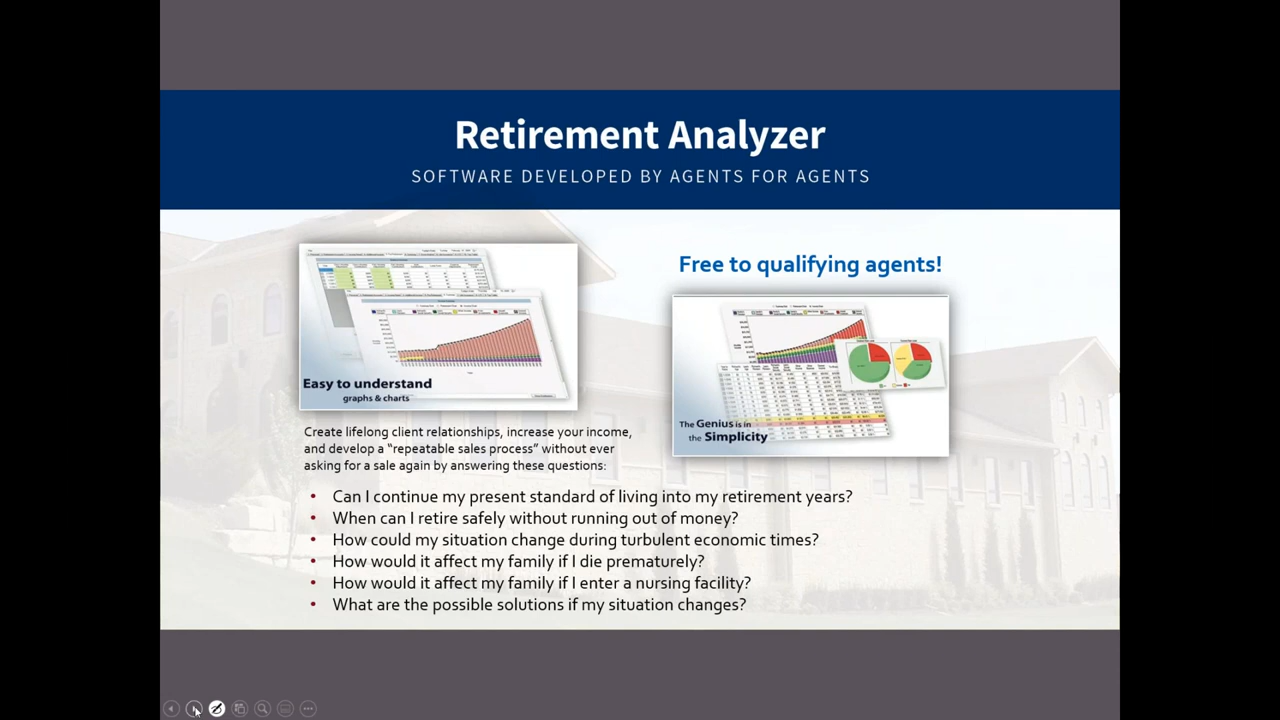 Retirement Analyzer
SOFTWARE DEVELOPED BY AGENTS FOR AGENTS
Free to qualifying agents!
Easy to understand
graphs & charts
The Genius is in
the Simplicity
Create lifelong client relationships, increase your income,
and develop a “repeatable sales process” without ever
asking for a sale again by answering these questions:
• Can I continue my present standard of living into my retirement years?
• When can I retire safely without running out of money?
• How could my situation change during turbulent economic times?
• How would it affect my family if I die prematurely?
• How would it affect my family if I enter a nursing facility?
• What are the possible solutions if my situation changes?